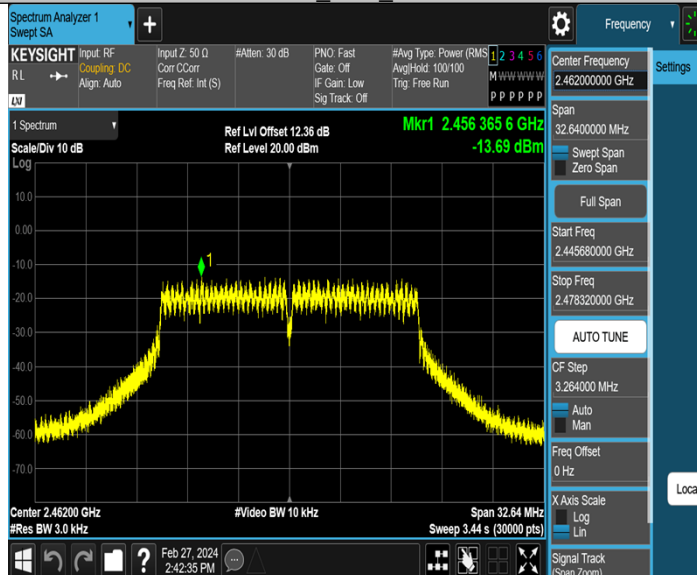 Spectrum Analyzer 1
Swept SA
Frequency
KEYSIGHT
RL
LXI
Input: RF
Coupling: DC
Align: Auto
Input Z: 50 Ω
Corr CCorr
Freq Ref: Int (S)
#Atten: 30 dB
PNO: Fast
Gate: Off
IF Gain: Low
Sig Track: Off
#Avg Type: Power (RMS
Avg|Hold: 100/100
Trig: Free Run
1 2 3 4 5 6
M W W W W W
P P P P P P
Center Frequency
2.462000000 GHz
Settings
Span
32.6400000 MHz
Swept Span
Zero Span
Full Span
Start Freq
2.445680000 GHz
Stop Freq
2.478320000 GHz
AUTO TUNE
CF Step
3.264000 MHz
Auto
Man
Freq Offset
0 Hz
X Axis Scale
Log
Lin
Signal Track
(Span Zoom)
Loca
1 Spectrum
Scale/Div 10 dB
Log
Ref Lvl Offset 12.36 dB
Ref Level 20.00 dBm
Mkr1 2.456 365 6 GHz
-13.69 dBm
10.0
0.00
-10.0
-20.0
-30.0
-40.0
-50.0
-60.0
-70.0
1
Center 2.46200 GHz
#Res BW 3.0 kHz
#Video BW 10 kHz
Span 32.64 MHz
Sweep 3.44 s (30000 pts)
Feb 27, 2024
2:42:35 PM